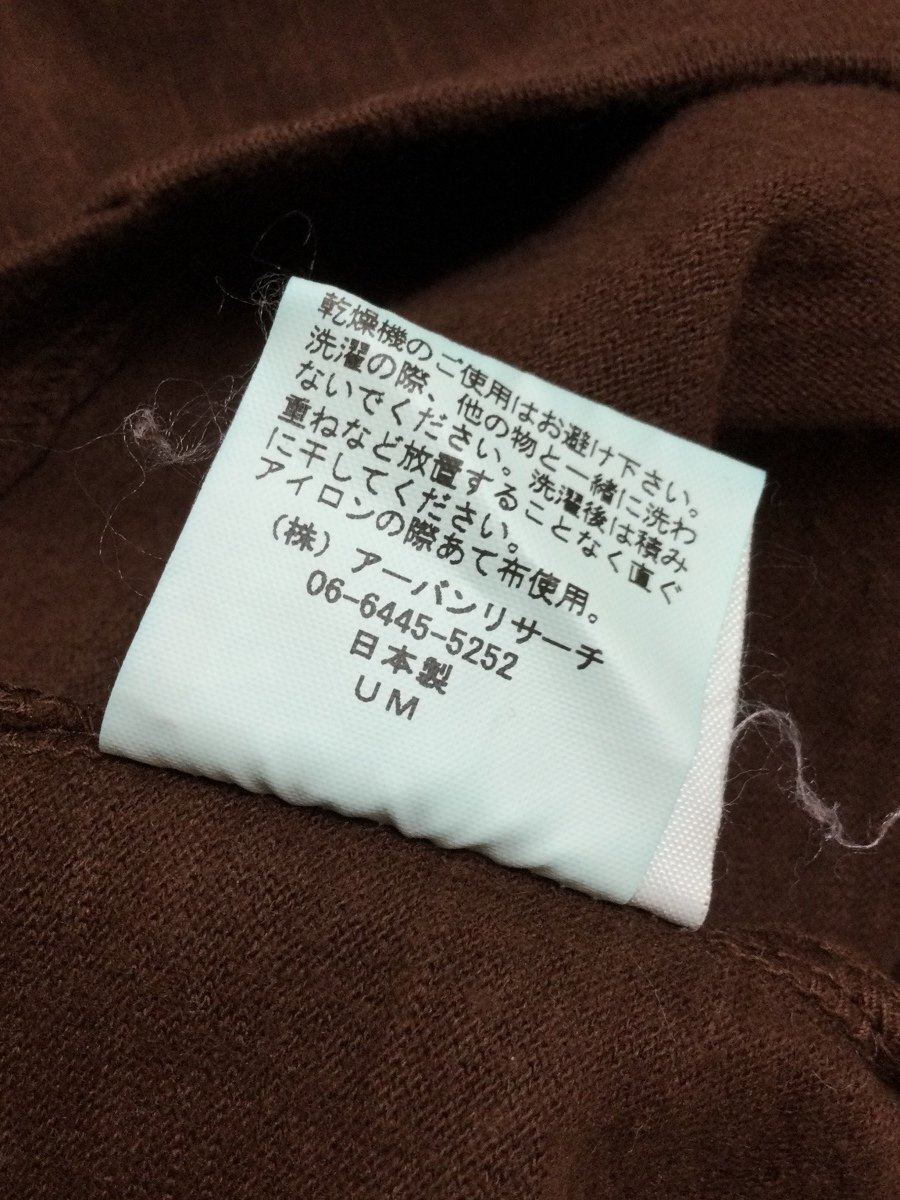 乾燥機のご使用はお避け下さい。
洗濯の際、他の物と一緒に洗わ
ないでください。洗濯後は積み
重ねなど放置することなく直ぐ
に干してください。
アイロンの際あて布使用。
(株)アーバンリサーチ
06-6445-5252
日本製
UM